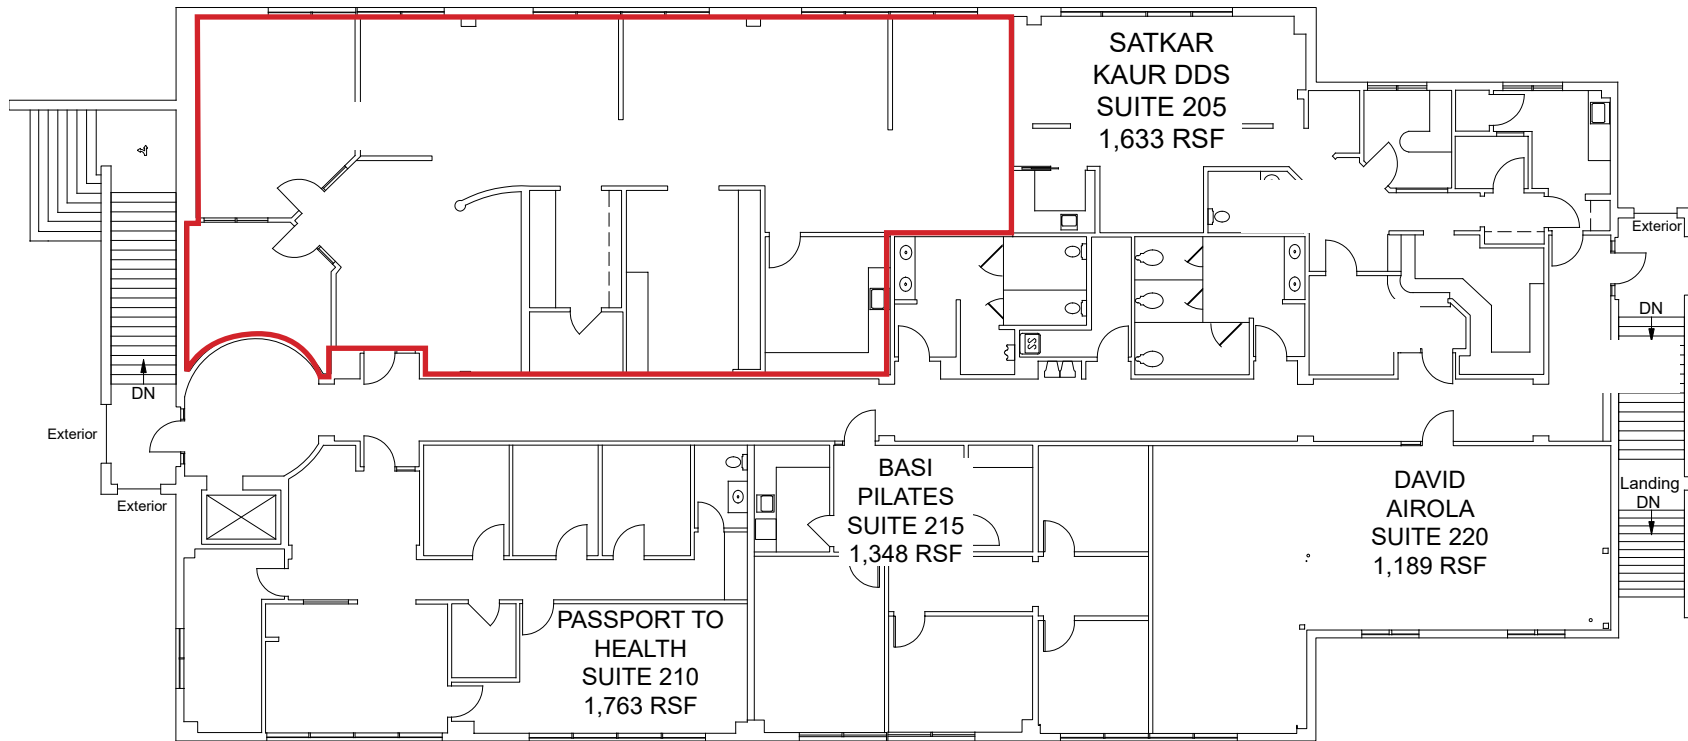 SATKAR
KAUR DDS
SUITE 205
1,633 RSF
Exterior
DN
DN
Exterior
Exterior
BASI
PILATES
SUITE 215
1,348 RSF
DAVID
AIROLA
SUITE 220
1,189 RSF
Landing
DN
PASSPORT TO
HEALTH
SUITE 210
1,763 RSF